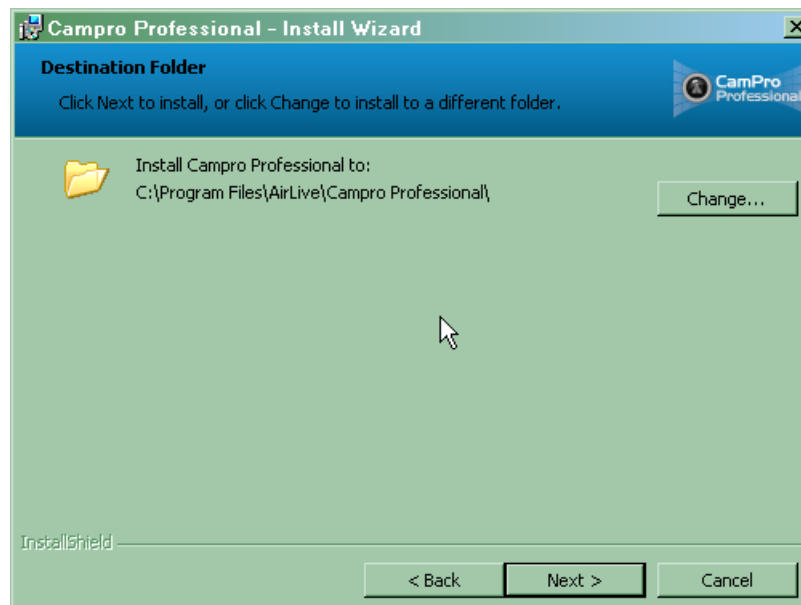 Campro Professional - Install Wizard
Destination Folder
Click Next to install, or click Change to install to a different folder.
CamPro
Professional
Install Campro Professional to:
C:\Program Files\AirLive\Campro Professional\
Change...
InstallShield
< Back
Next >
Cancel